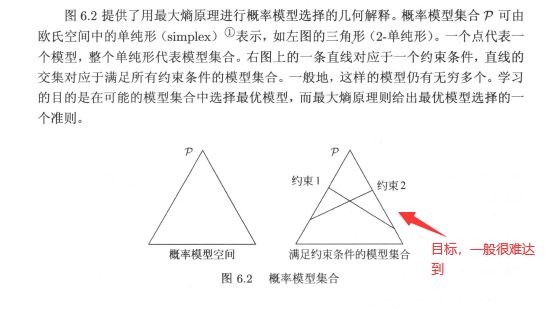 图 6.2 提供了用最大熵原理进行概率模型选择的几何解释。概率模型集合 𝒫 可由
欧氏空间中的单纯形（simplex）①表示，如左图的三角形（2-单纯形）。一个点代表一
个模型，整个单纯形代表模型集合。右图上的一条直线对应于一个约束条件，直线的
交集对应于满足所有约束条件的模型集合。一般地，这样的模型仍有无穷多个。学习
的目的是在可能的模型集合中选择最优模型，而最大熵原理则给出最优模型选择的一
个准则。
𝒫
𝒫
约束1
约束2
概率模型空间
满足约束条件的模型集合
目标，一般很难达
到
图 6.2 概率模型集合